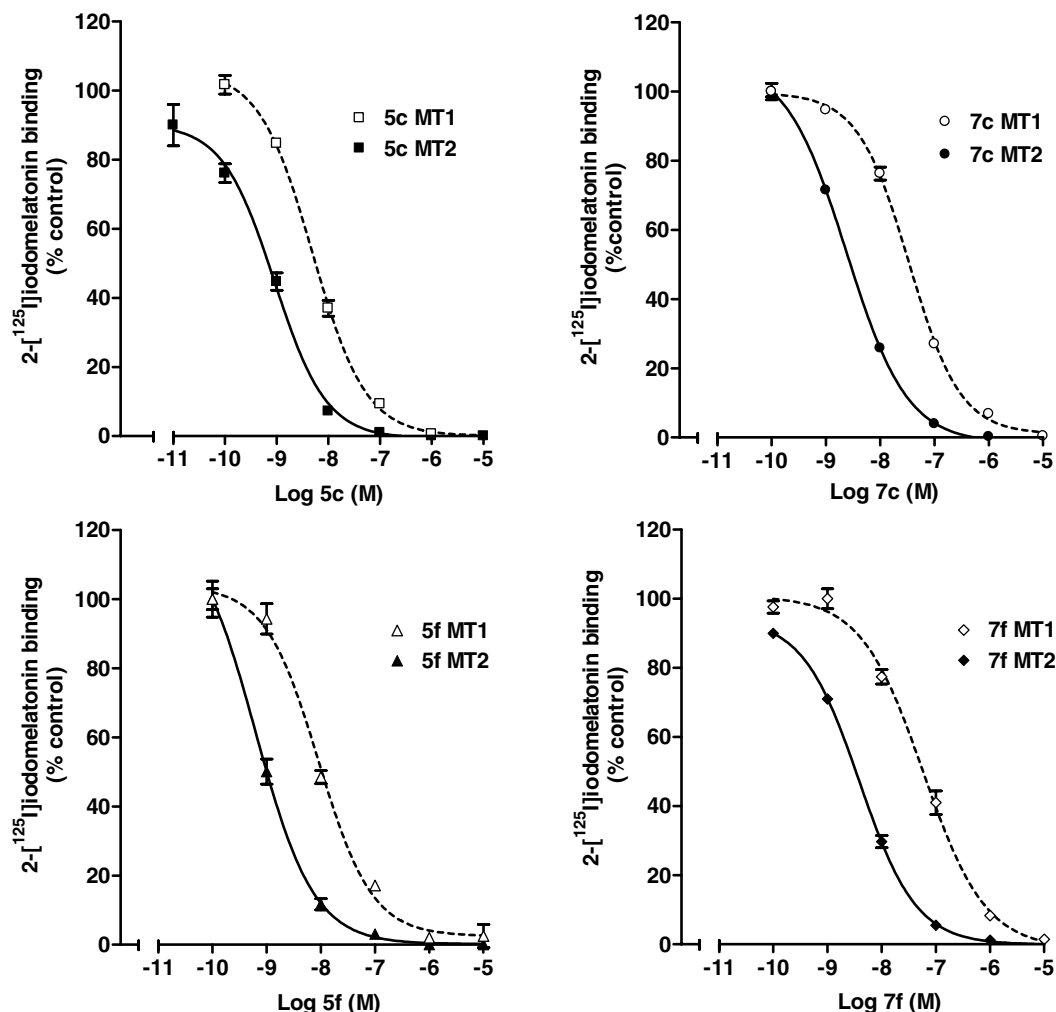 120
100
80
60
40
20
0
2-[¹²⁵I]iodomelatonin binding
(% control)
5c MT1
5c MT2
-11 -10 -9 -8 -7 -6 -5
Log 5c (M)
120
100
80
60
40
20
0
2-[¹²⁵I]iodomelatonin binding
(%control)
7c MT1
7c MT2
-11 -10 -9 -8 -7 -6 -5
Log 7c (M)
120
100
80
60
40
20
0
2-[¹²⁵I]iodomelatonin binding
(% control)
5f MT1
5f MT2
-11 -10 -9 -8 -7 -6 -5
Log 5f (M)
120
100
80
60
40
20
0
2-[¹²⁵I]iodomelatonin binding
(% control)
7f MT1
7f MT2
-11 -10 -9 -8 -7 -6 -5
Log 7f (M)